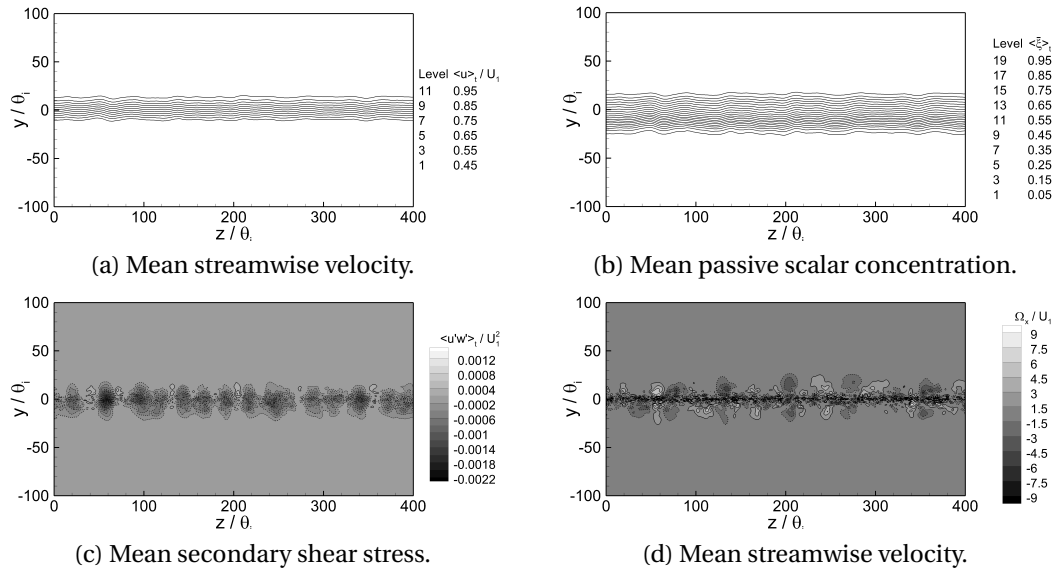 100
50
0
-50
-100
y / θi
0 100 200 300 400
z / θi
Level <u>t / U1
11 0.95
9 0.85
7 0.75
5 0.65
3 0.55
1 0.45
(a) Mean streamwise velocity.
100
50
0
-50
-100
y / θi
0 100 200 300 400
z / θi
Level <ξ̄>t
19 0.95
17 0.85
15 0.75
13 0.65
11 0.55
9 0.45
7 0.35
5 0.25
3 0.15
1 0.05
(b) Mean passive scalar concentration.
100
50
0
-50
-100
y / θi
0 100 200 300 400
z / θi
<u'w'>t / U1²
0.0012
0.0004
-0.0002
-0.0006
-0.001
-0.0014
-0.0018
-0.0022
(c) Mean secondary shear stress.
100
50
0
-50
-100
y / θi
0 100 200 300 400
z / θi
Ωx / U1
9
7.5
6
4.5
3
1.5
-1.5
-3
-4.5
-6
-7.5
-9
(d) Mean streamwise velocity.